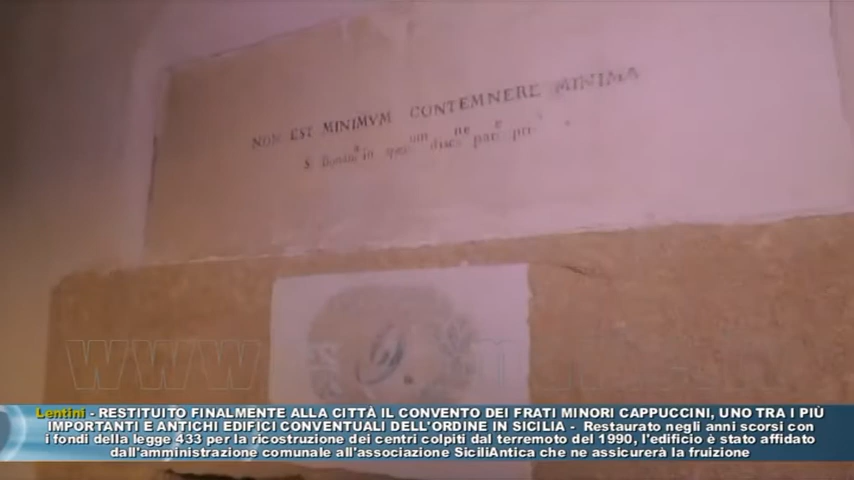 NON EST MINIMVM CONTEMNERE MINIMA
S
www
Lentini - RESTITUITO FINALMENTE ALLA CITTÀ IL CONVENTO DEI FRATI MINORI CAPPUCCINI, UNO TRA I PIÙ
IMPORTANTI E ANTICHI EDIFICI CONVENTUALI DELL'ORDINE IN SICILIA - Restaurato negli anni scorsi con
i fondi della legge 433 per la ricostruzione dei centri colpiti dal terremoto del 1990, l'edificio è stato affidato
dall'amministrazione comunale all'associazione SiciliAntica che ne assicurerà la fruizione